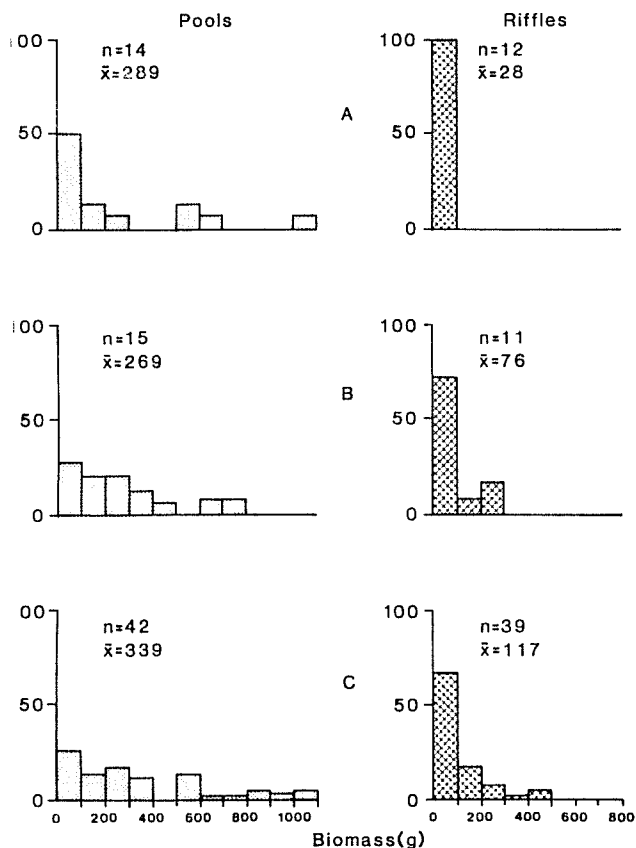 Pools Riffles
100
n=14
x̄=289
50
0
100
n=12
x̄=28
50
0
A
00
n=15
x̄=269
50
0
100
n=11
x̄=76
50
0
B
00
n=42
x̄=339
50
0
100
n=39
x̄=117
50
0
C
0 200 400 600 800 1000
0 200 400 600 800
Biomass(g)